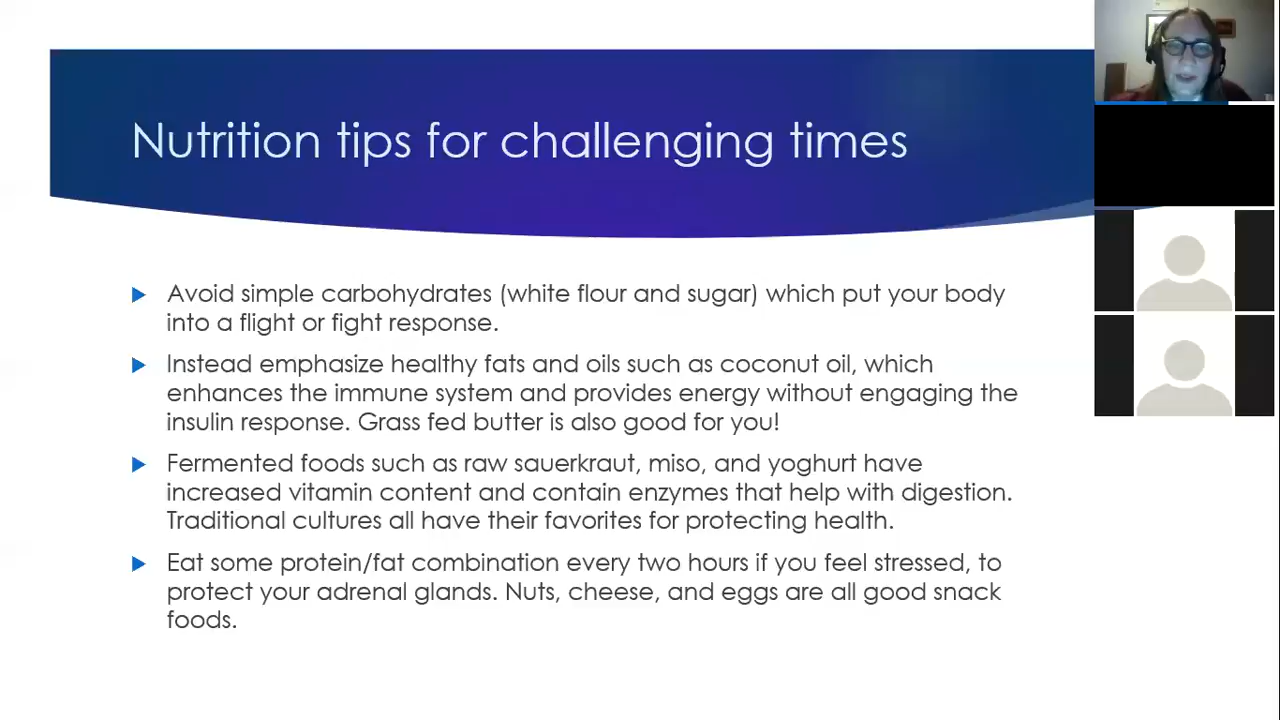 Nutrition tips for challenging times
Avoid simple carbohydrates (white flour and sugar) which put your body
into a flight or fight response.
Instead emphasize healthy fats and oils such as coconut oil, which
enhances the immune system and provides energy without engaging the
insulin response. Grass fed butter is also good for you!
Fermented foods such as raw sauerkraut, miso, and yoghurt have
increased vitamin content and contain enzymes that help with digestion.
Traditional cultures all have their favorites for protecting health.
Eat some protein/fat combination every two hours if you feel stressed, to
protect your adrenal glands. Nuts, cheese, and eggs are all good snack
foods.